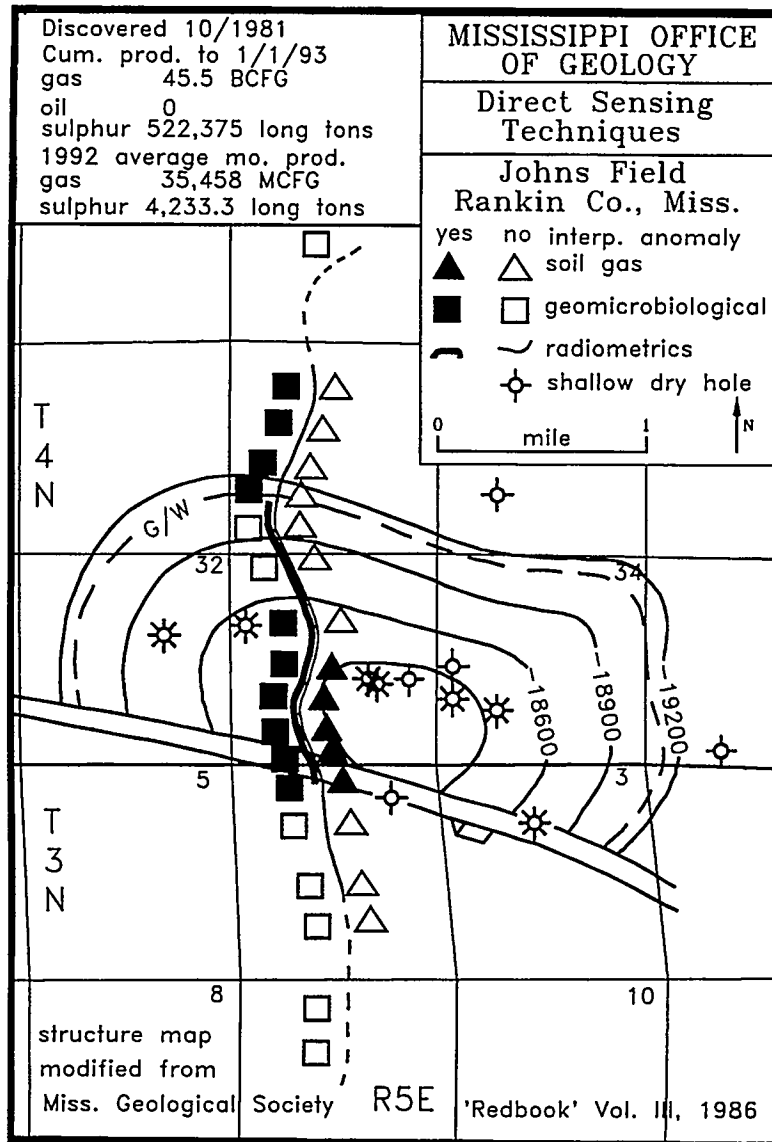 Discovered 10/1981
Cum. prod. to 1/1/93
gas 45.5 BCFG
oil 0
sulphur 522,375 long tons
1992 average mo. prod.
gas 35,458 MCFG
sulphur 4,233.3 long tons
MISSISSIPPI OFFICE
OF GEOLOGY
Direct Sensing
Techniques
Johns Field
Rankin Co., Miss.
yes no interp. anomaly
soil gas
geomicrobiological
radiometrics
shallow dry hole
0 1
mile
N
T
4
N
G/W
32
34
-18600
-18900
-19200
5
3
T
3
N
8
10
structure map
modified from
Miss. Geological Society R5E 'Redbook' Vol. III, 1986